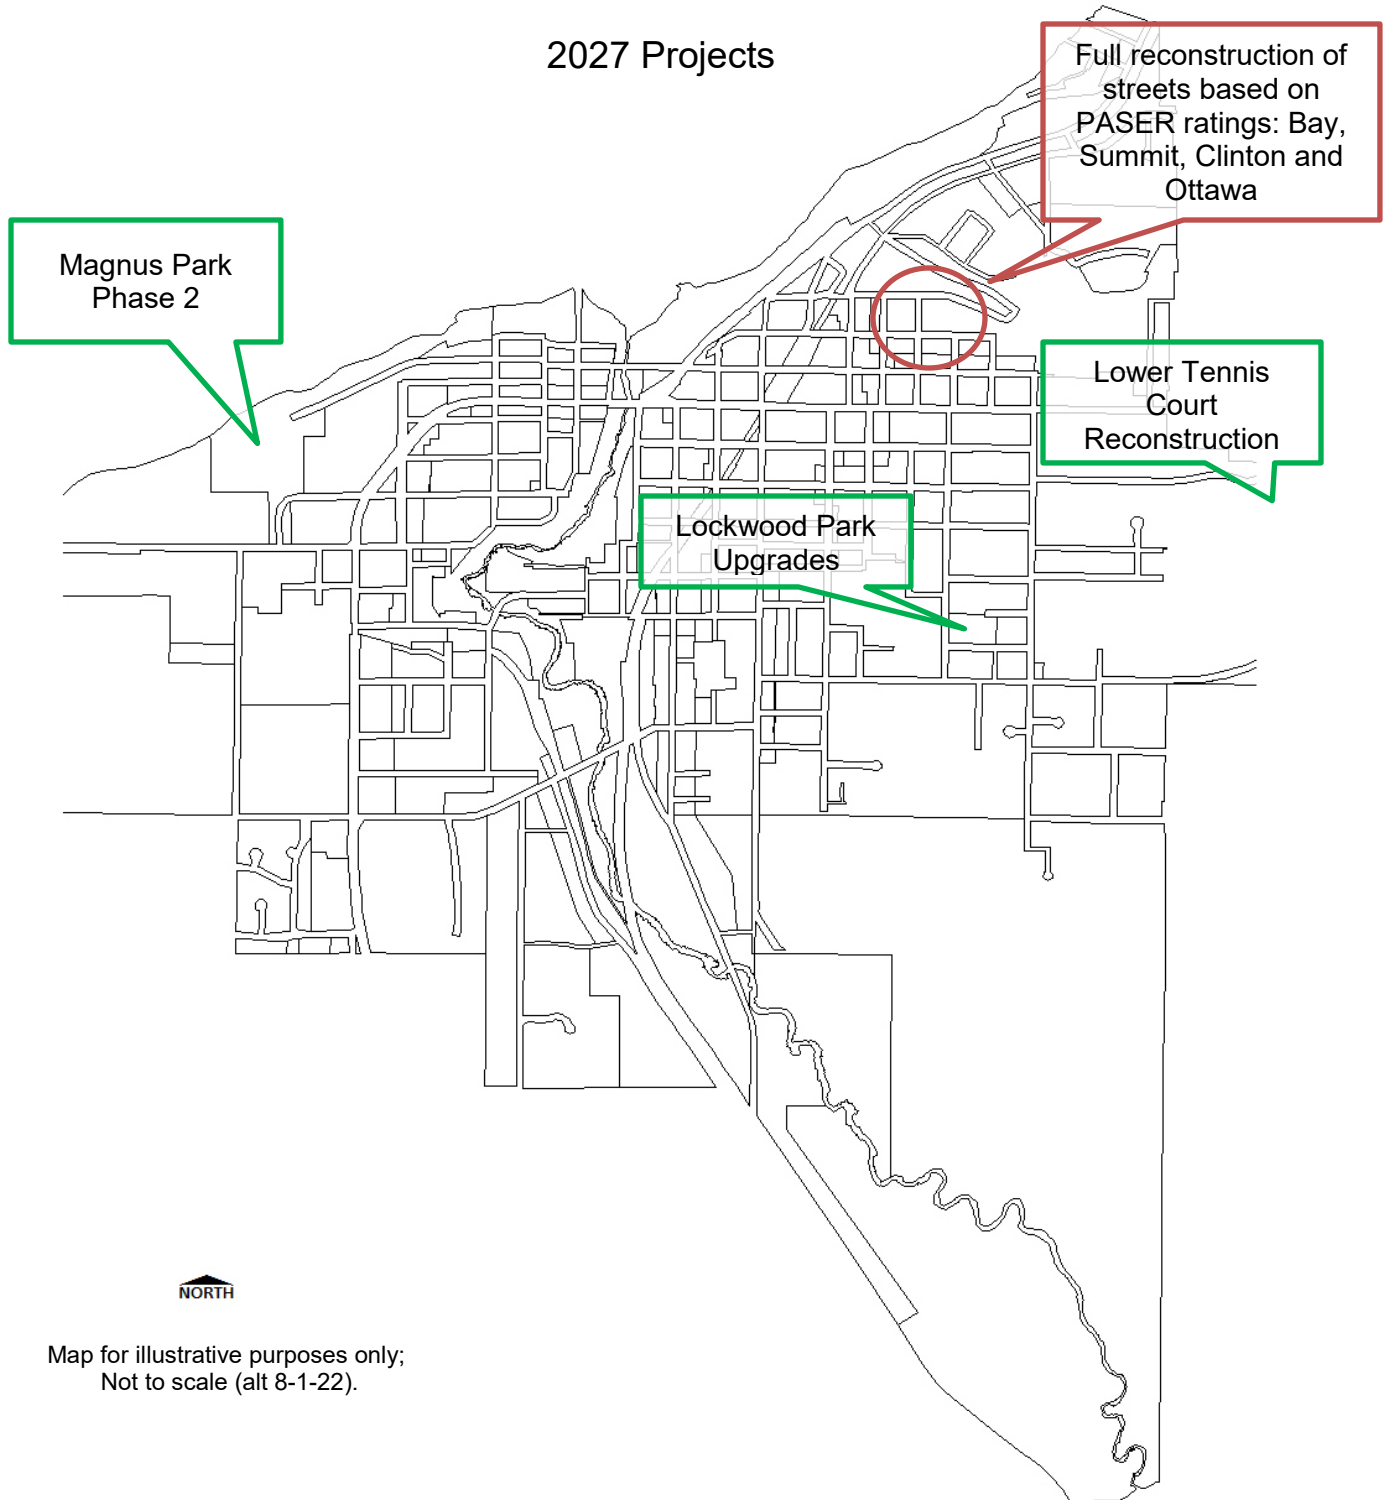 2027 Projects
Full reconstruction of
streets based on
PASER ratings: Bay,
Summit, Clinton and
Ottawa
Magnus Park
Phase 2
Lower Tennis
Court
Reconstruction
Lockwood Park
Upgrades
NORTH
Map for illustrative purposes only;
Not to scale (alt 8-1-22).